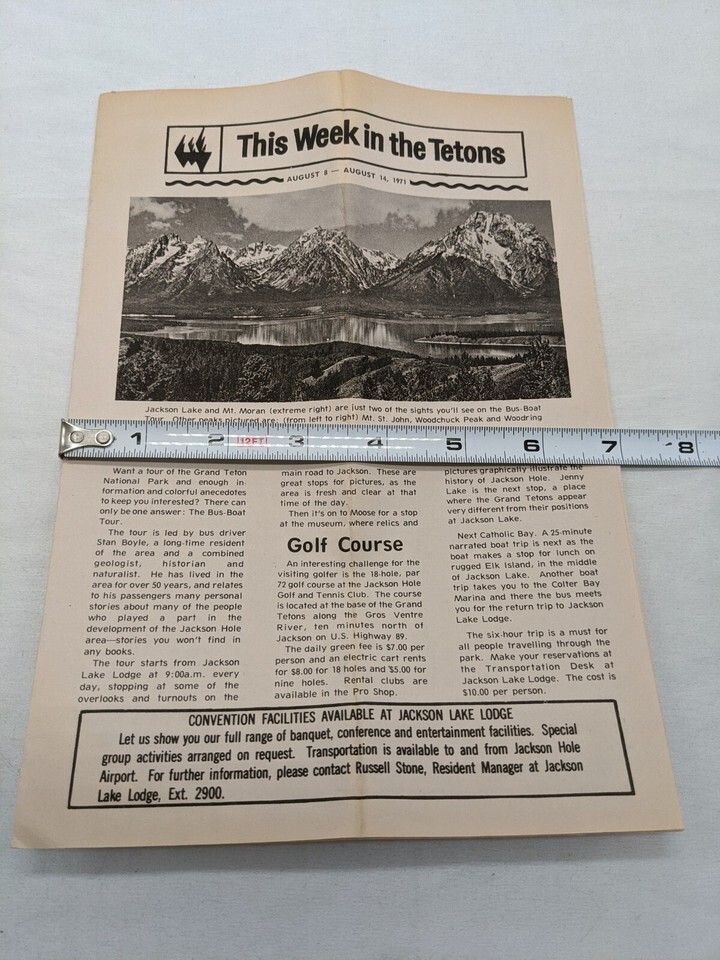 This Week in the Tetons
AUGUST 8 — AUGUST 14, 1971
Jackson Lake and Mt. Moran (extreme right) are just two of the sights you'll see on the Bus-Boat
Tour. Other peaks pictured are (from left to right) Mt. St. John, Woodchuck Peak and Woodring
1 2 12FT 3 4 5 6 7 8
Want a tour of the Grand Teton
National Park and enough in-
formation and colorful anecedotes
to keep you interested? There can
only be one answer: The Bus-Boat
Tour.
The tour is led by bus driver
Stan Boyle, a long-time resident
of the area and a combined
geologist, historian and
naturalist. He has lived in the
area for over 50 years, and relates
to his passengers many personal
stories about many of the people
who played a part in the
development of the Jackson Hole
area—stories you won't find in
any books.
The tour starts from Jackson
Lake Lodge at 9:00a.m. every
day, stopping at some of the
overlooks and turnouts on the
main road to Jackson. These are
great stops for pictures, as the
area is fresh and clear at that
time of the day.
Then it's on to Moose for a stop
at the museum, where relics and
Golf Course
An interesting challenge for the
visiting golfer is the 18-hole, par
72 golf course at the Jackson Hole
Golf and Tennis Club. The course
is located at the base of the Grand
Tetons along the Gros Ventre
River, ten minutes north of
Jackson on U.S. Highway 89.
The daily green fee is $7.00 per
person and an electric cart rents
for $8.00 for 18 holes and $5.00 for
nine holes. Rental clubs are
available in the Pro Shop.
pictures graphically illustrate the
history of Jackson Hole. Jenny
Lake is the next stop, a place
where the Grand Tetons appear
very different from their positions
at Jackson Lake.
Next Catholic Bay. A 25-minute
narrated boat trip is next as the
boat makes a stop for lunch on
rugged Elk Island, in the middle
of Jackson Lake. Another boat
trip takes you to the Colter Bay
Marina and there the bus meets
you for the return trip to Jackson
Lake Lodge.
The six-hour trip is a must for
all people travelling through the
park. Make your reservations at
the Transportation Desk at
Jackson Lake Lodge. The cost is
$10.00 per person.
CONVENTION FACILITIES AVAILABLE AT JACKSON LAKE LODGE
Let us show you our full range of banquet, conference and entertainment facilities. Special
group activities arranged on request. Transportation is available to and from Jackson Hole
Airport. For further information, please contact Russell Stone, Resident Manager at Jackson
Lake Lodge, Ext. 2900.